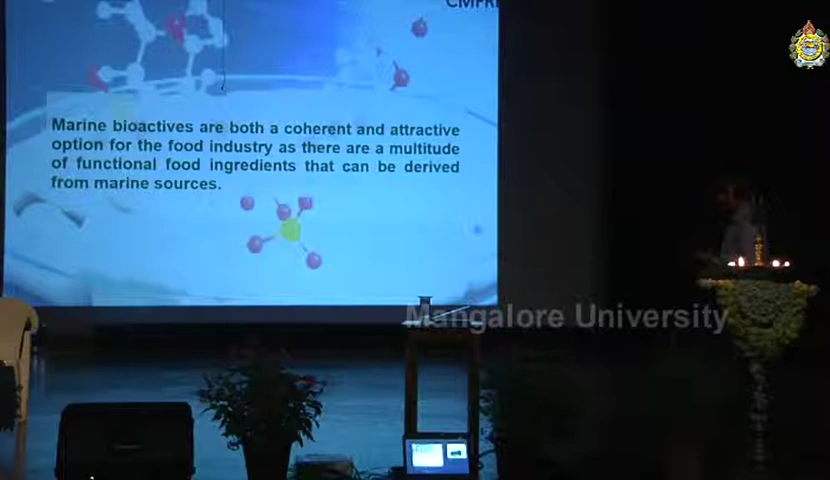 CMFRI
Marine bioactives are both a coherent and attractive
option for the food industry as there are a multitude
of functional food ingredients that can be derived
from marine sources.
Mangalore University